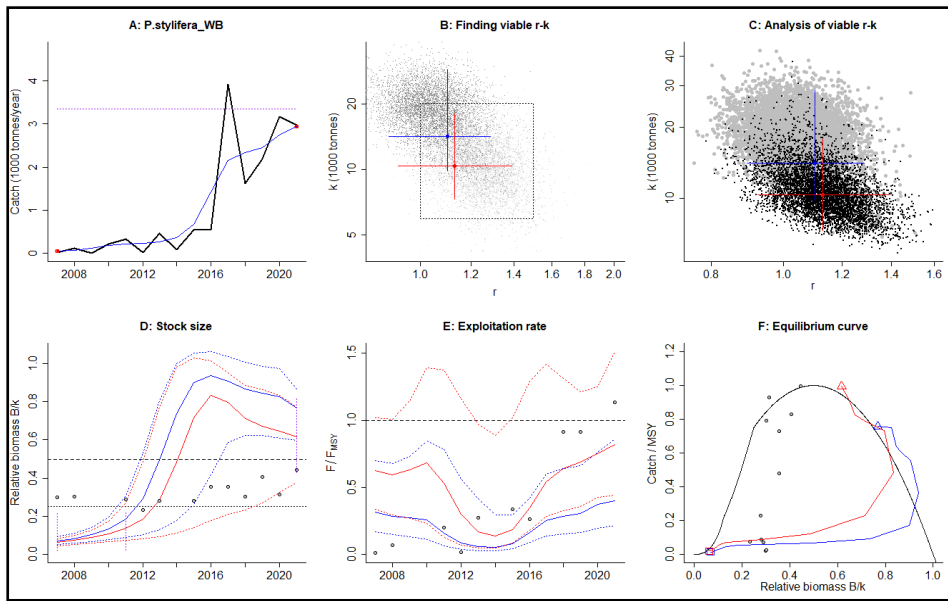 A: P.stylifera_WB
B: Finding viable r-k
C: Analysis of viable r-k
Catch (1000 tonnes/year)
0 1 2 3 4
2008 2012 2016 2020
k (1000 tonnes)
5 10 20
1.0 1.2 1.4 1.6 1.8 2.0
r
k (1000 tonnes)
10 20 30 40
0.8 1.0 1.2 1.4 1.6
r
D: Stock size
E: Exploitation rate
F: Equilibrium curve
Relative biomass B/k
0.0 0.2 0.4 0.6 0.8 1.0
2008 2012 2016 2020
F / FMSY
0.0 0.5 1.0 1.5
2008 2012 2016 2020
Catch / MSY
0.0 0.2 0.4 0.6 0.8 1.0 1.2
0.0 0.2 0.4 0.6 0.8 1.0
Relative biomass B/k